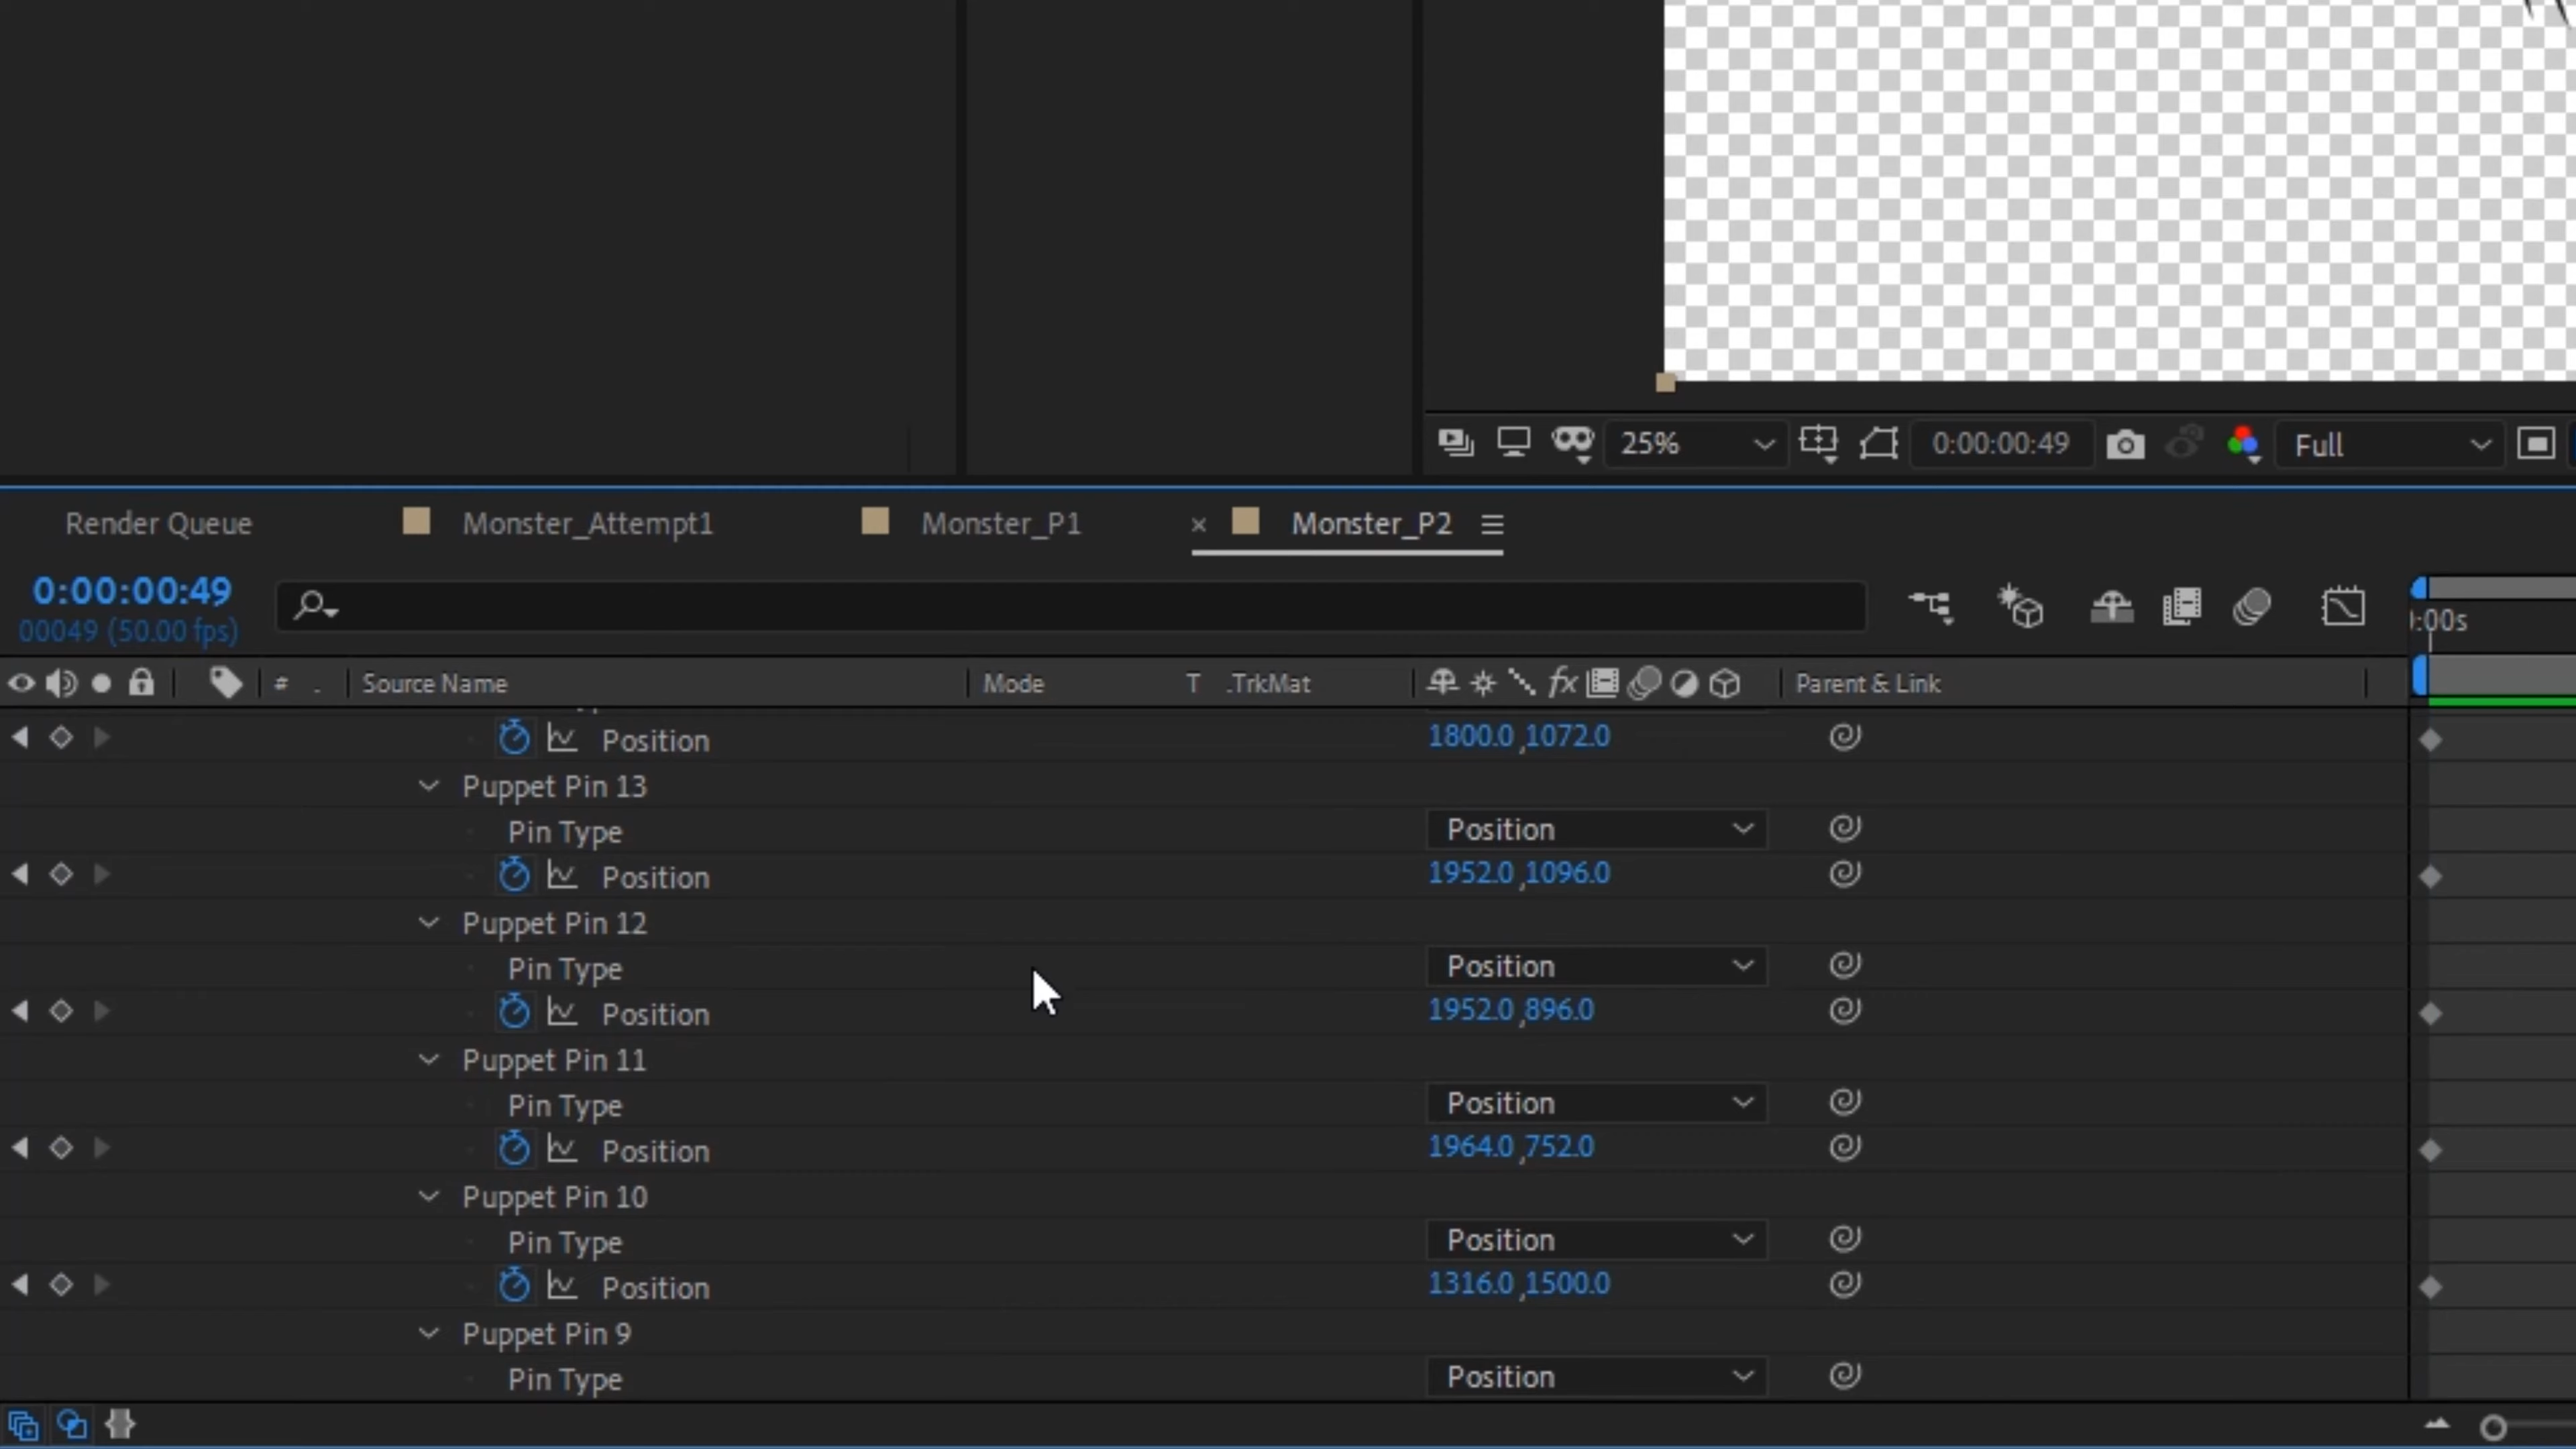 25%
0:00:00:49
Full
Render Queue
Monster_Attempt1
Monster_P1
× Monster_P2
0:00:00:49
00049 (50.00 fps)
:00s
# . Source Name Mode T .TrkMat fx Parent & Link
Position 1800.0 ,1072.0
Puppet Pin 13
Pin Type Position
Position 1952.0 ,1096.0
Puppet Pin 12
Pin Type Position
Position 1952.0 ,896.0
Puppet Pin 11
Pin Type Position
Position 1964.0 ,752.0
Puppet Pin 10
Pin Type Position
Position 1316.0 ,1500.0
Puppet Pin 9
Pin Type Position